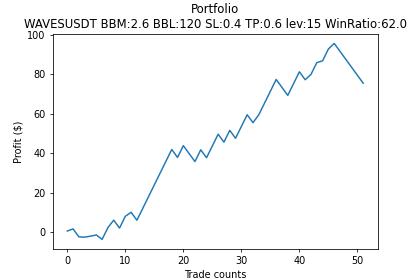 Portfolio
WAVESUSDT BBM:2.6 BBL:120 SL:0.4 TP:0.6 lev:15 WinRatio:62.0
100
80
60
40
20
0
Profit ($)
0 10 20 30 40 50
Trade counts